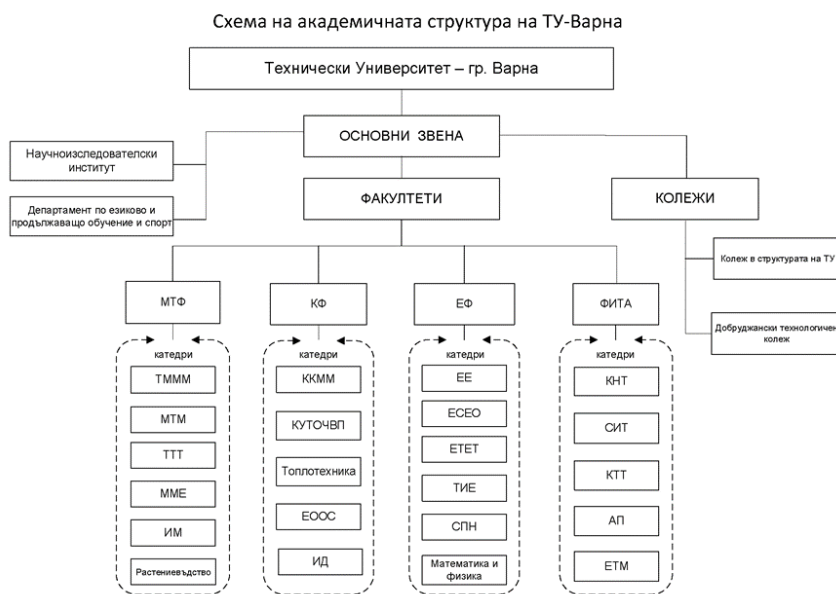 Схема на академичната структура на ТУ-Варна
Технически Университет – гр. Варна
ОСНОВНИ ЗВЕНА
Научноизследователски
институт
Департамент по езиково и
продължаващо обучение и спорт
ФАКУЛТЕТИ
КОЛЕЖИ
Колеж в структурата на ТУ
Добруджански технологичен
колеж
МТФ
КФ
ЕФ
ФИТА
катедри
ТМММ
МТМ
ТТТ
ММЕ
ИМ
Растениевъдство
катедри
ККММ
КУТОЧВП
Топлотехника
ЕООС
ИД
катедри
ЕЕ
ЕСЕО
ЕТЕТ
ТИЕ
СПН
Математика и
физика
катедри
КНТ
СИТ
КТТ
АП
ЕТМ